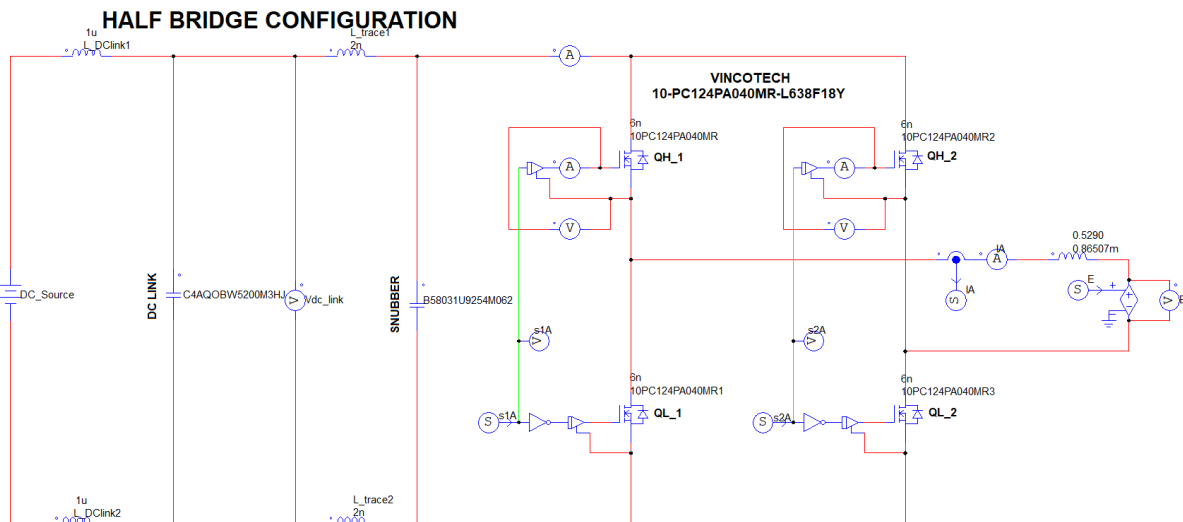 HALF BRIDGE CONFIGURATION
1u
L_DClink1
L_trace1
2n
A
VINCOTECH
10-PC124PA040MR-L638F18Y
6n
10PC124PA040MR
QH_1
A
V
6n
10PC124PA040MR2
QH_2
A
V
IA
A
0.5290
0.86507m
S
IA
S
E
V
E
DC_Source
DC LINK
C4AQOBW5200M3HJ
V
Vdc_link
SNUBBER
B58031U9254M062
s1A
V
s2A
V
6n
10PC124PA040MR1
QL_1
S
s1A
6n
10PC124PA040MR3
QL_2
S
s2A
1u
L_DClink2
L_trace2
2n